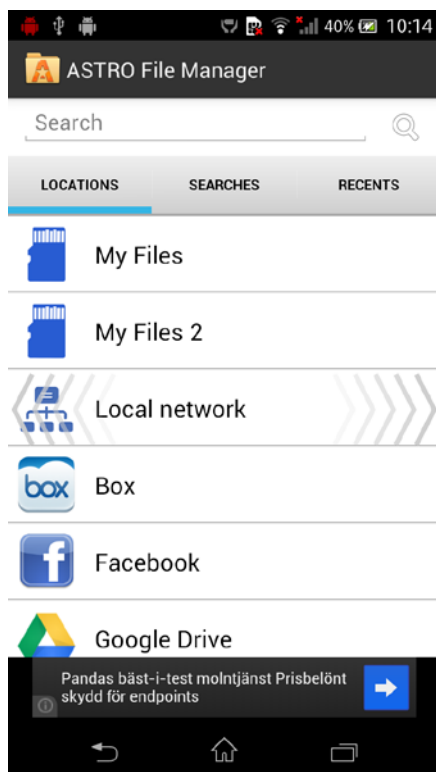 40% 10:14
ASTRO File Manager
Search
LOCATIONS SEARCHES RECENTS
My Files
My Files 2
Local network
box Box
f Facebook
Google Drive
Pandas bäst-i-test molntjänst Prisbelönt
skydd för endpoints